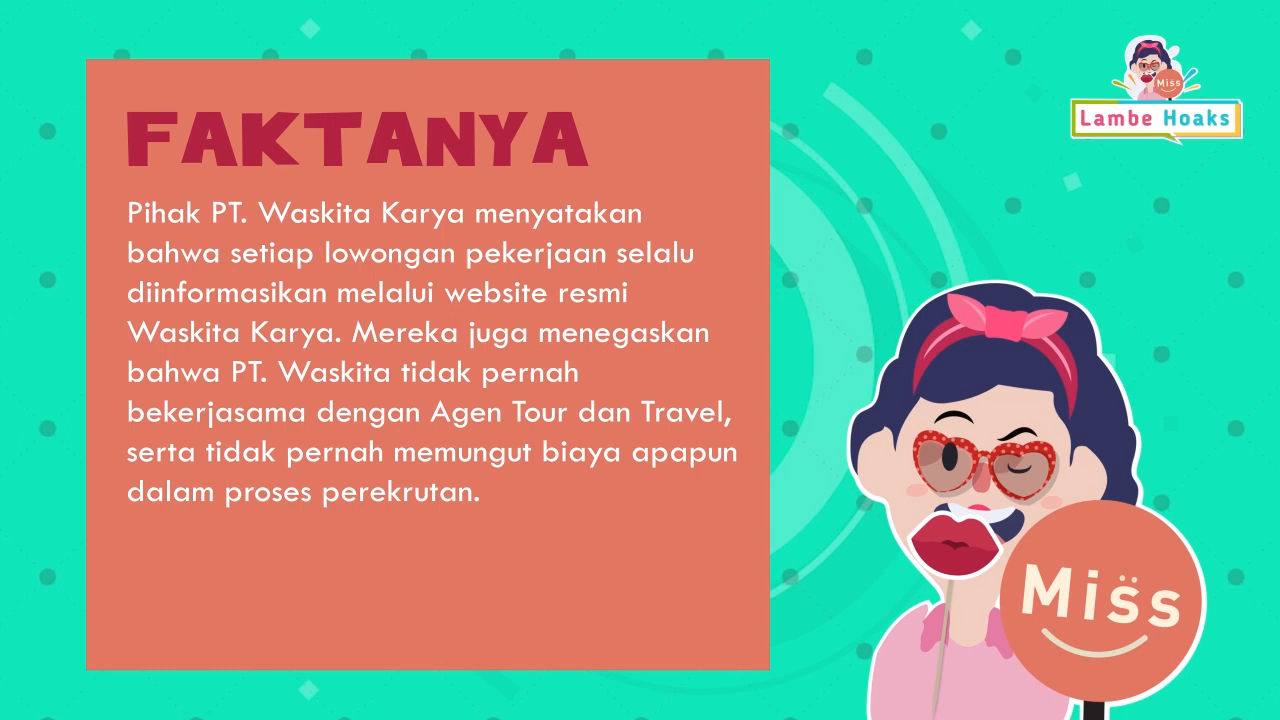 FAKTANYA
Pihak PT. Waskita Karya menyatakan
bahwa setiap lowongan pekerjaan selalu
diinformasikan melalui website resmi
Waskita Karya. Mereka juga menegaskan
bahwa PT. Waskita tidak pernah
bekerjasama dengan Agen Tour dan Travel,
serta tidak pernah memungut biaya apapun
dalam proses perekrutan.
Miss
Lambe Hoaks
Miss